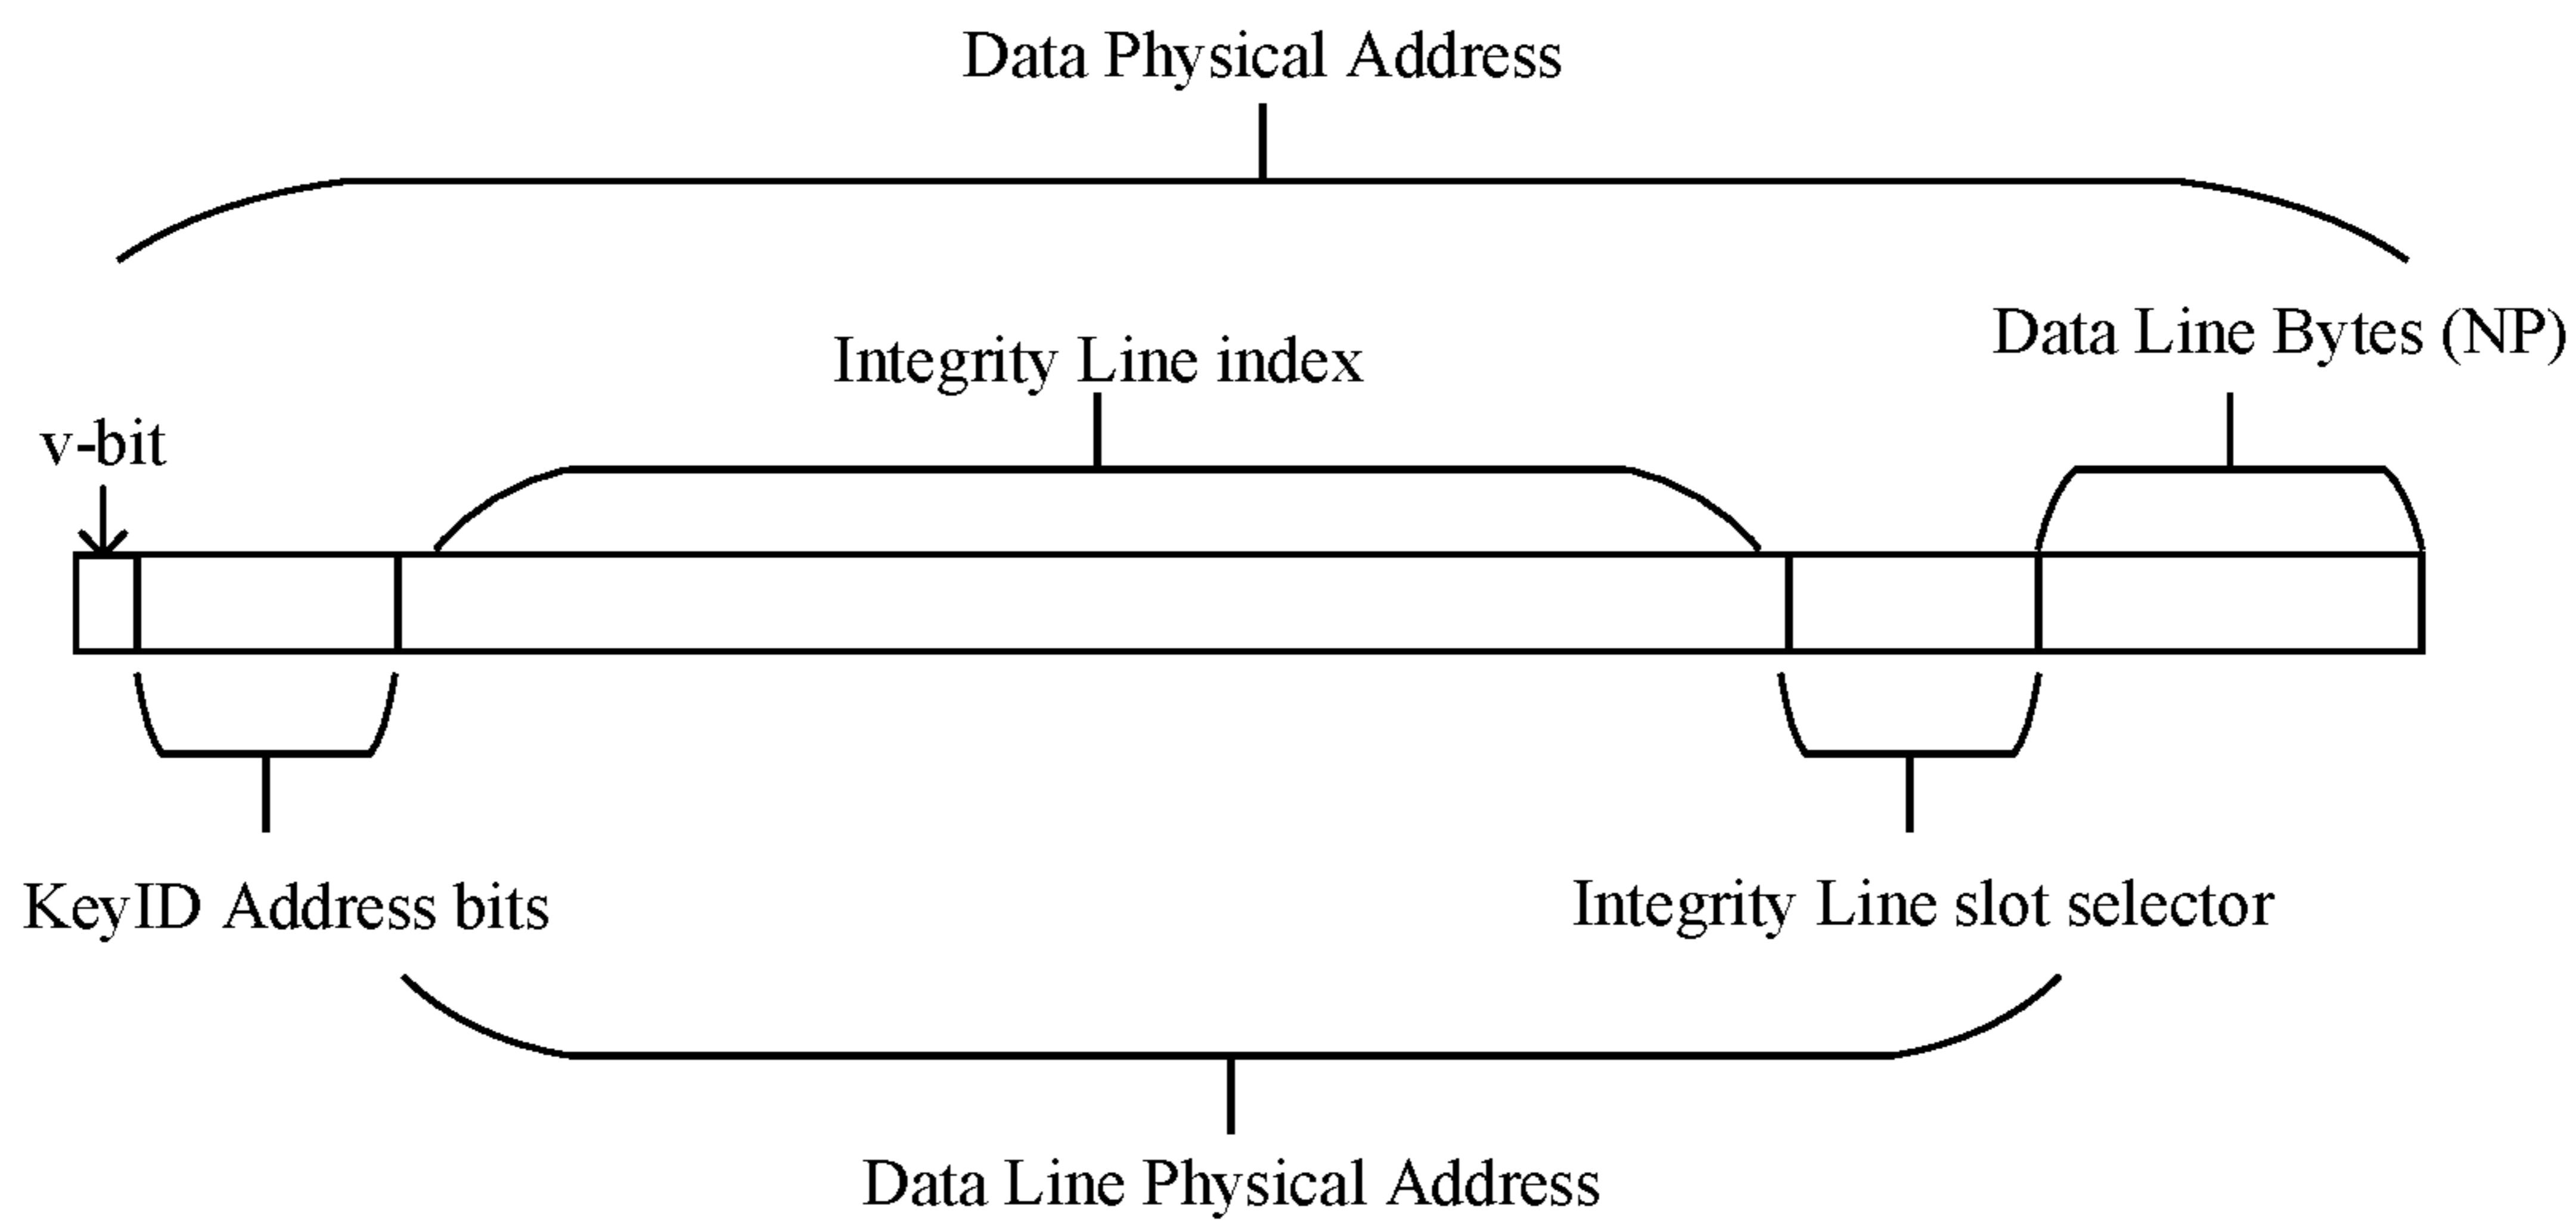 Data Physical Address
Data Line Bytes (NP)
Integrity Line index
v-bit
KeyID Address bits
Integrity Line slot selector
Data Line Physical Address